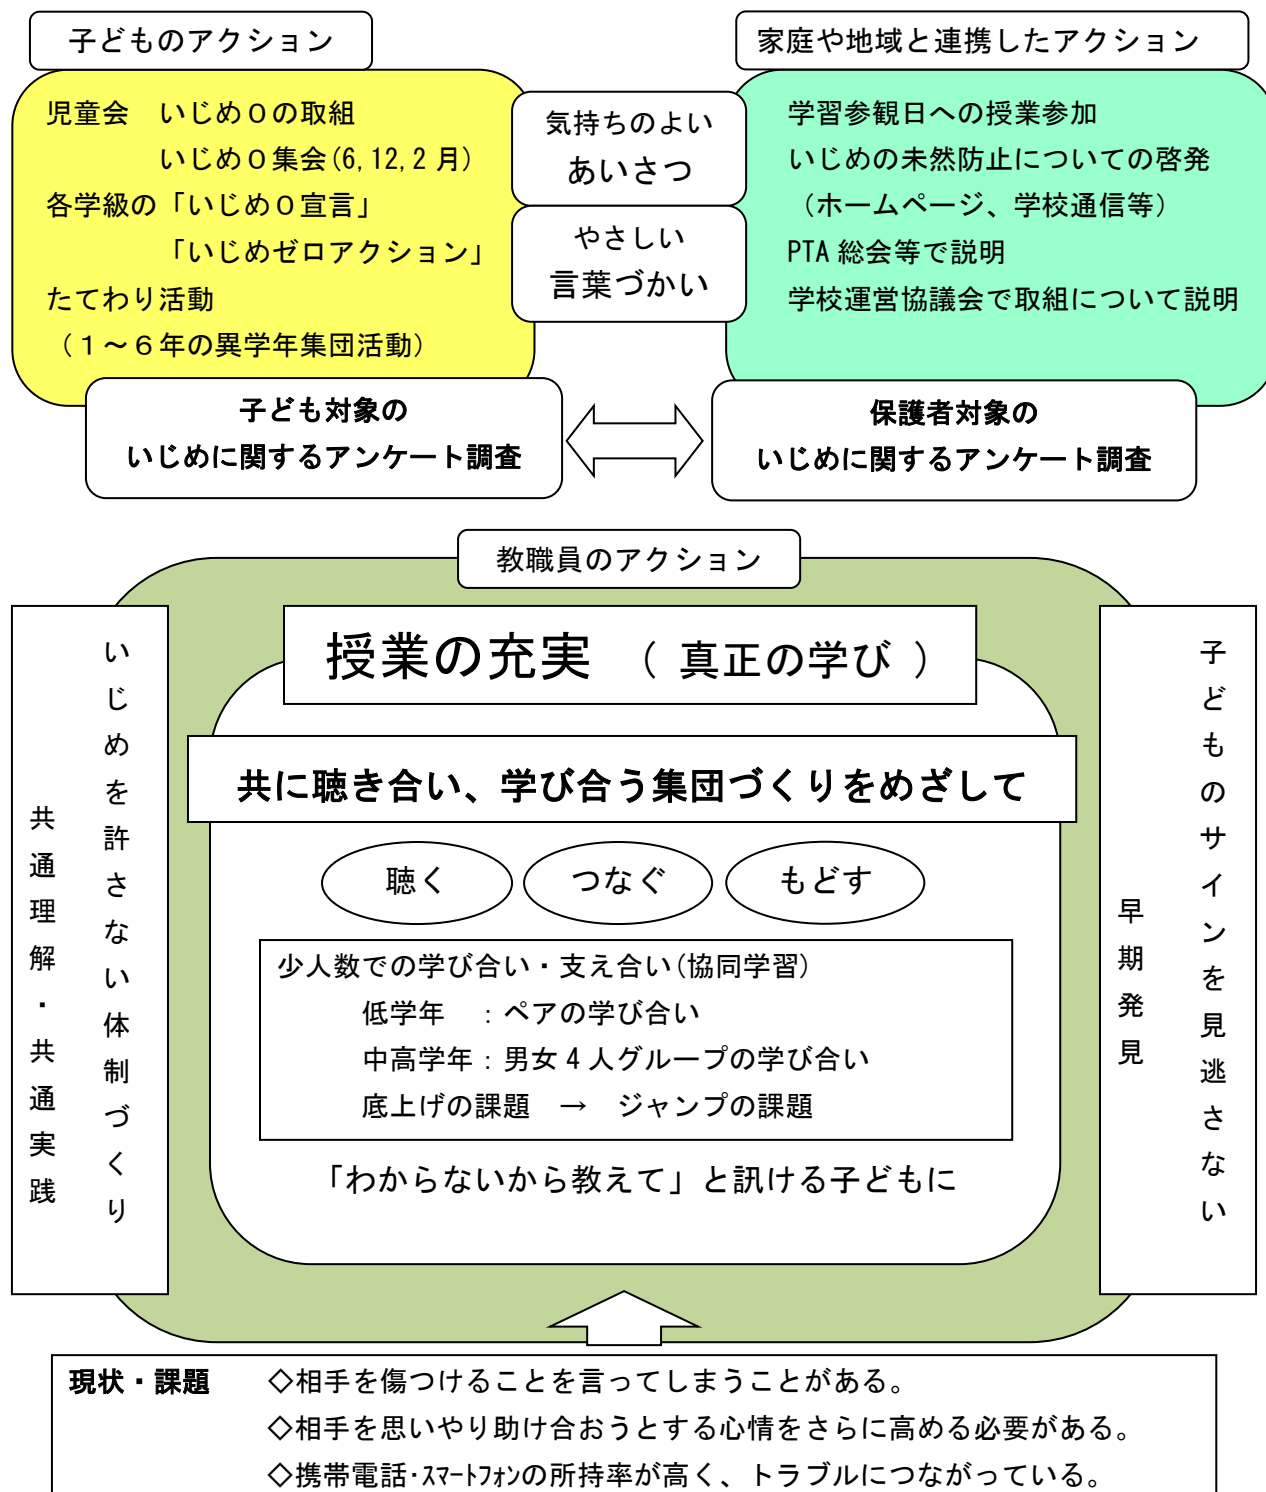 子どものアクション
児童会　いじめ０の取組
いじめ０集会(6,12,2月)
各学級の「いじめ０宣言」
「いじめゼロアクション」
たてわり活動
（１～６年の異学年集団活動）
気持ちのよい
あいさつ
やさしい
言葉づかい
家庭や地域と連携したアクション
学習参観日への授業参加
いじめの未然防止についての啓発
（ホームページ、学校通信等）
PTA総会等で説明
学校運営協議会で取組について説明
子ども対象の
いじめに関するアンケート調査
保護者対象の
いじめに関するアンケート調査
教職員のアクション
いじめを許さない体制づくり
共通理解・共通実践
授業の充実　（ 真正の学び ）
共に聴き合い、学び合う集団づくりをめざして
聴く
つなぐ
もどす
少人数での学び合い・支え合い(協同学習)
低学年　：ペアの学び合い
中高学年：男女4人グループの学び合い
底上げの課題　→　ジャンプの課題
「わからないから教えて」と訊ける子どもに
子どものサインを見逃さない
早期発見
現状・課題　◇相手を傷つけることを言ってしまうことがある。
◇相手を思いやり助け合おうとする心情をさらに高める必要がある。
◇携帯電話･ｽﾏｰﾄﾌｫﾝの所持率が高く、トラブルにつながっている。